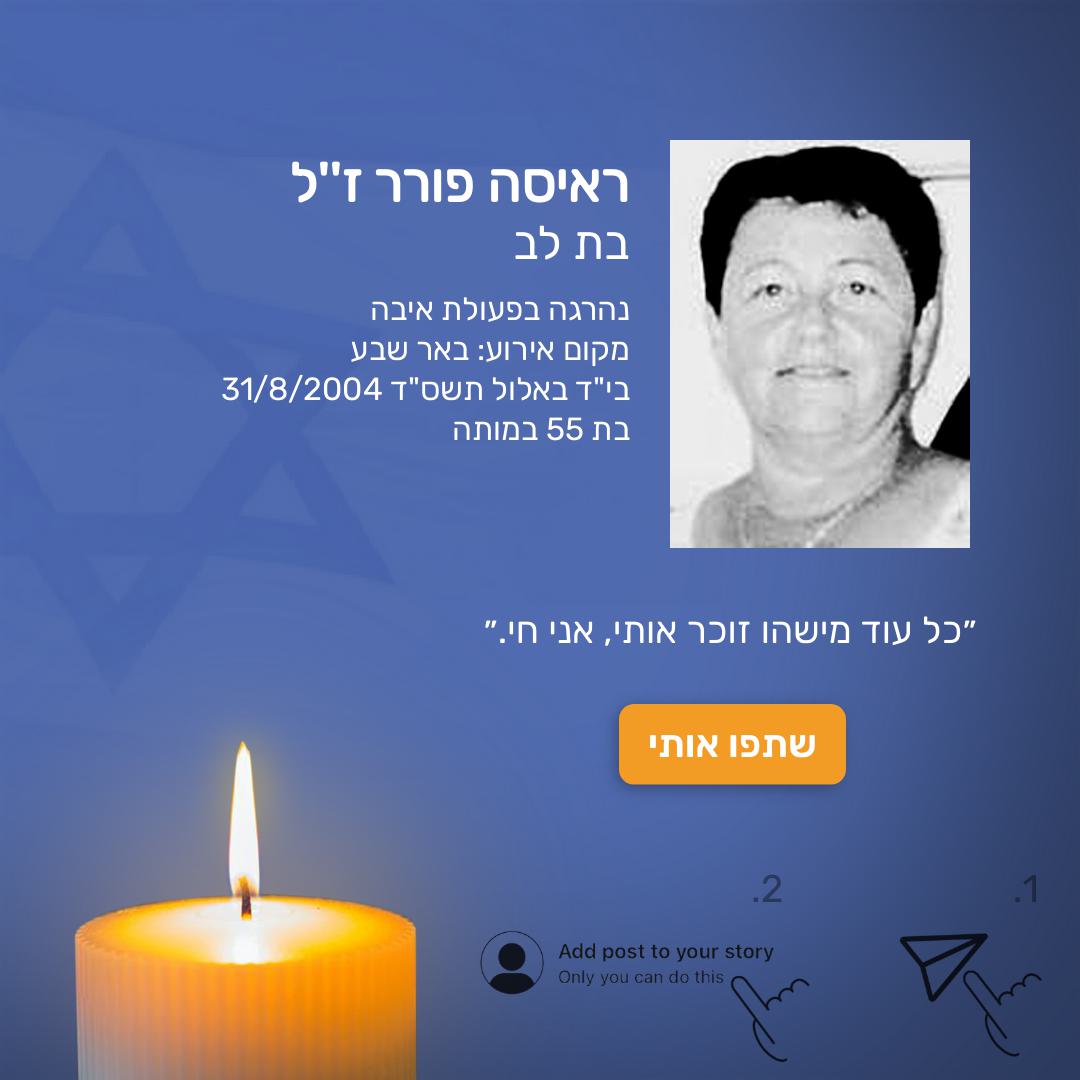 ראיסה פורר ז"ל
בת לב
נהרגה בפעולת איבה
מקום אירוע: באר שבע
בי"ד באלול תשס"ד 31/8/2004
בת 55 במותה
״כל עוד מישהו זוכר אותי, אני חי.״
שתפו אותי
.1
.2
Add post to your story
Only you can do this